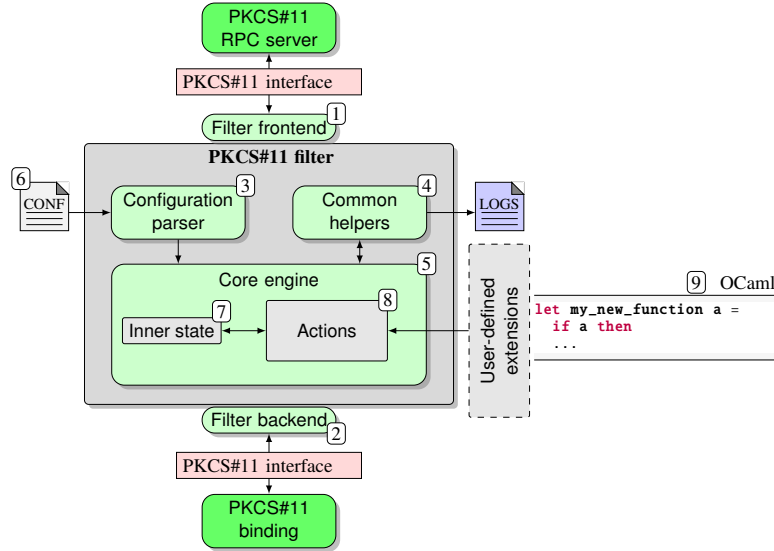 PKCS#11
RPC server
PKCS#11 interface
1
Filter frontend
PKCS#11 filter
6
CONF
3
Configuration
parser
4
Common
helpers
LOGS
5
Core engine
7
Inner state
8
Actions
User-defined
extensions
9 OCaml
let my_new_function a =
if a then
...
Filter backend
2
PKCS#11 interface
PKCS#11
binding